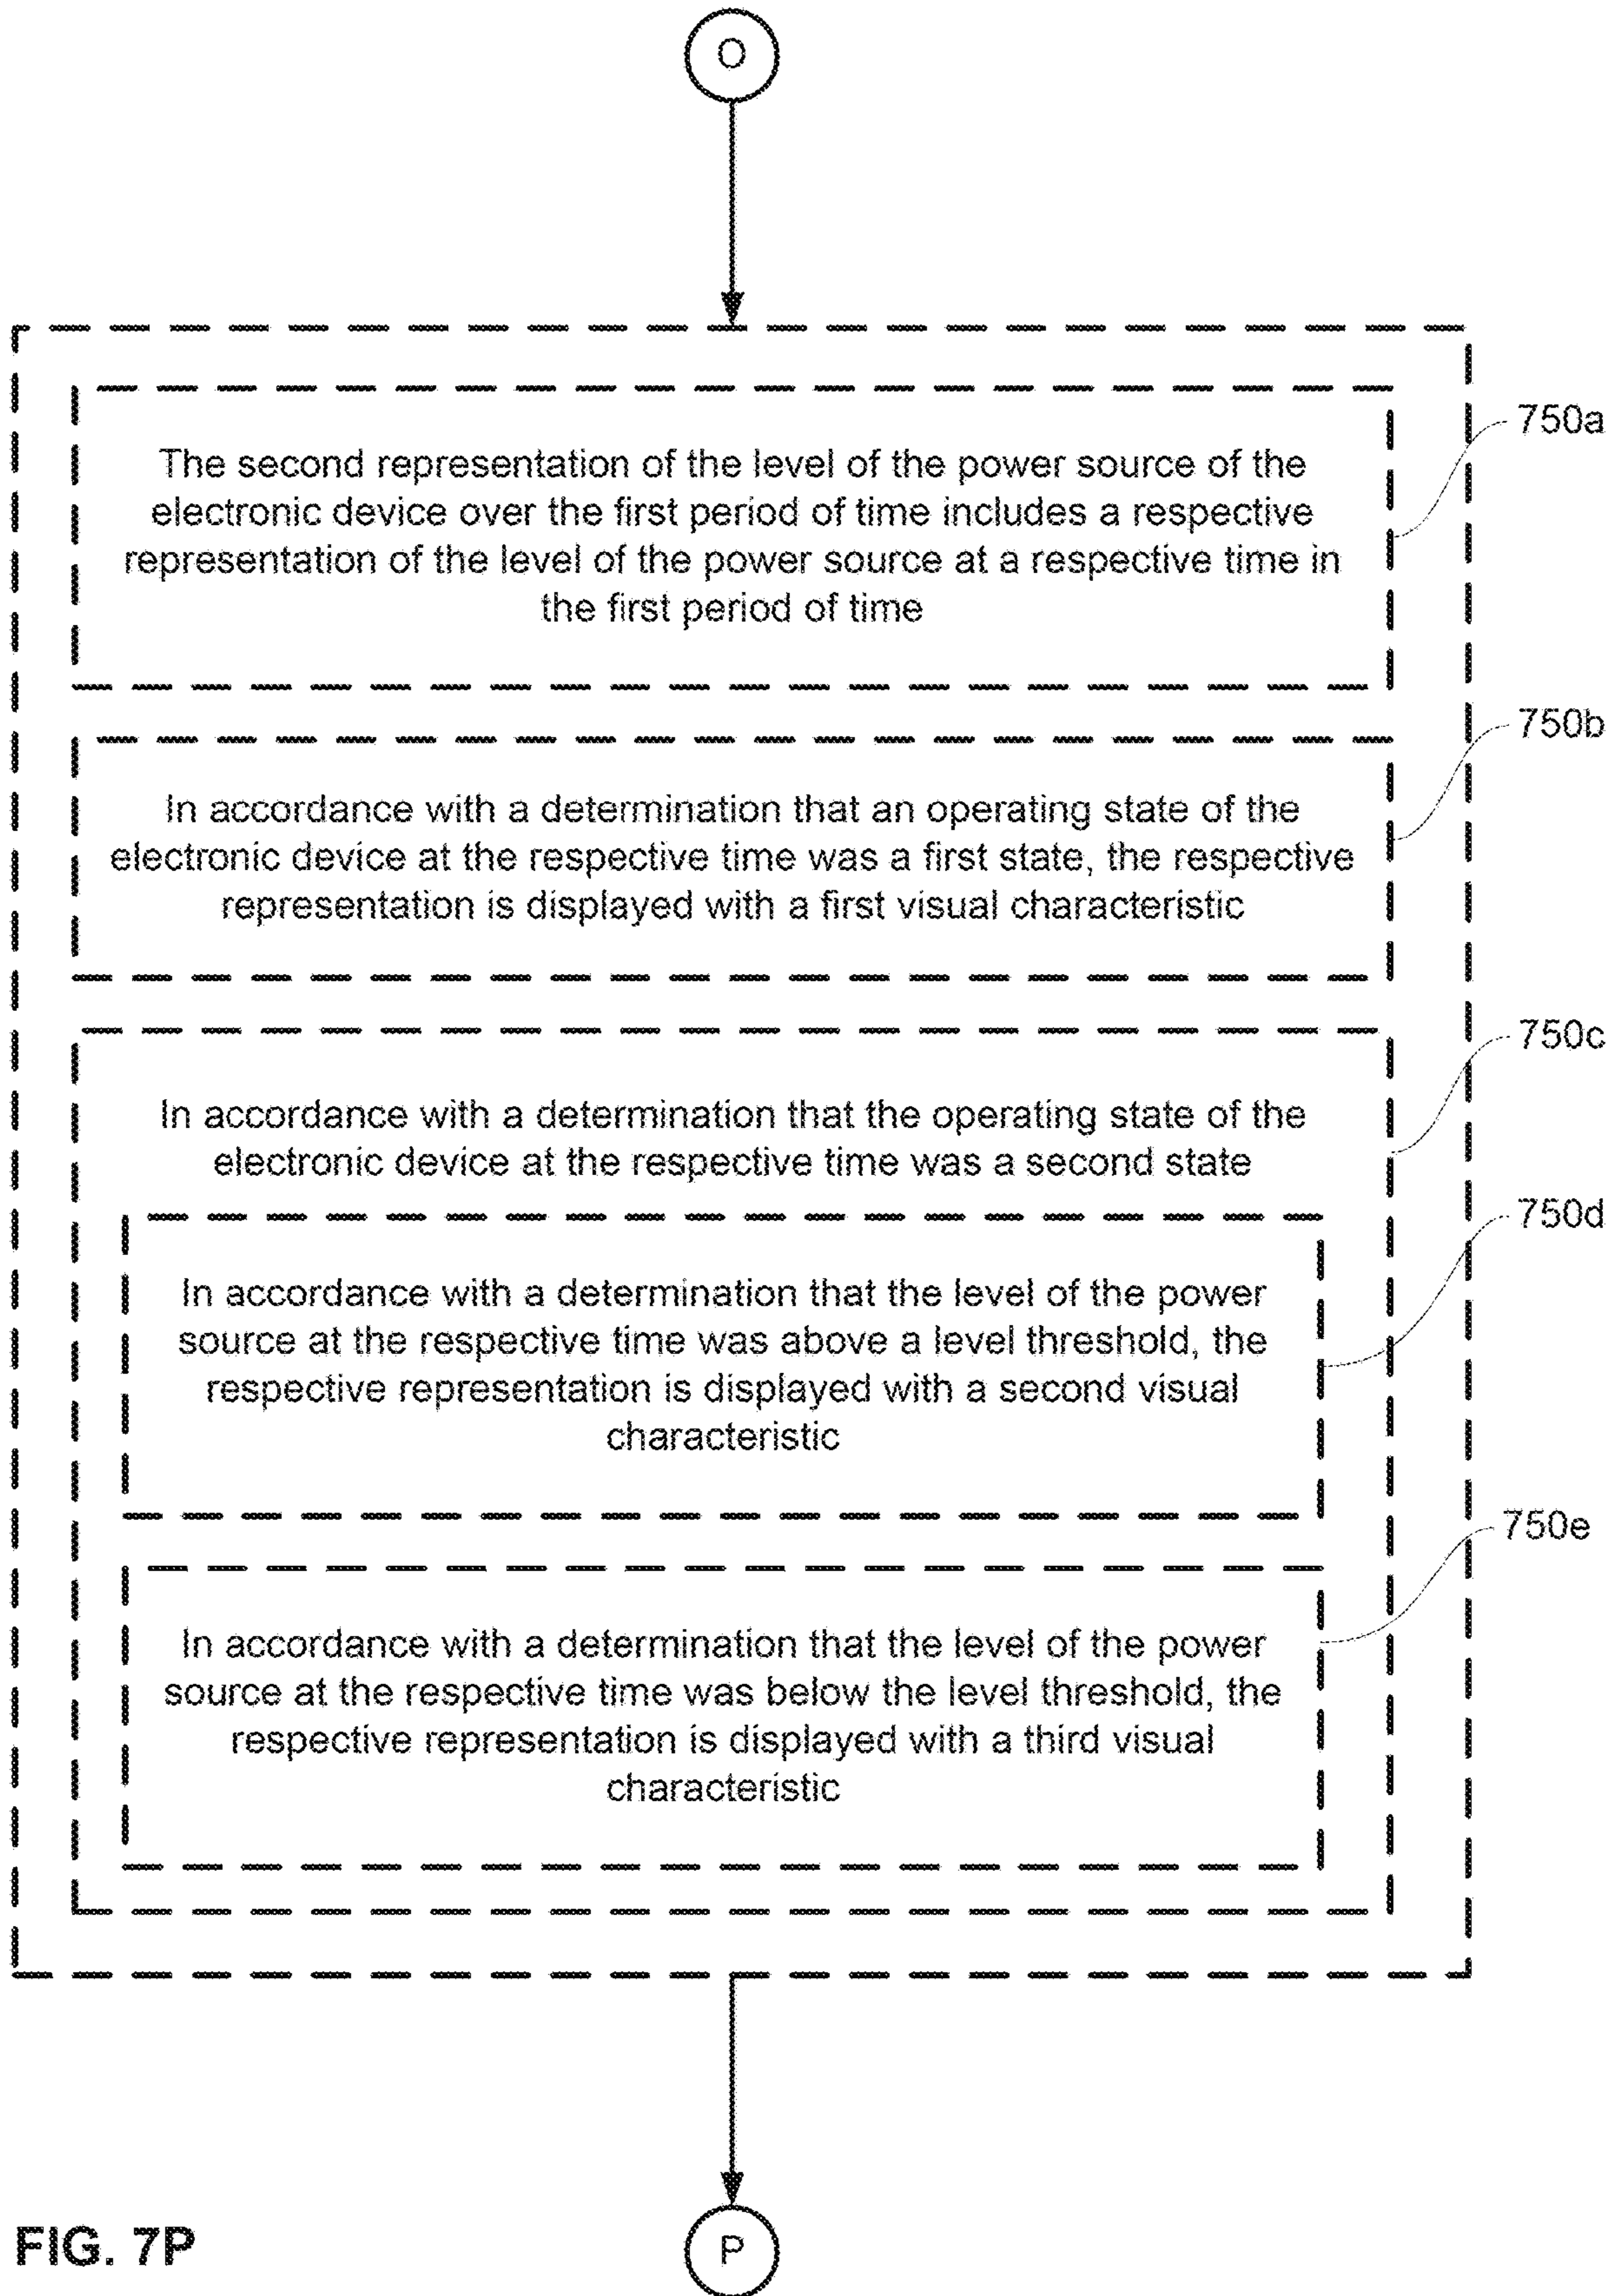 O
750a
The second representation of the level of the power source of the
electronic device over the first period of time includes a respective
representation of the level of the power source at a respective time in
the first period of time
750b
In accordance with a determination that an operating state of the
electronic device at the respective time was a first state, the respective
representation is displayed with a first visual characteristic
750c
In accordance with a determination that the operating state of the
electronic device at the respective time was a second state
750d
In accordance with a determination that the level of the power
source at the respective time was above a level threshold, the
respective representation is displayed with a second visual
characteristic
750e
In accordance with a determination that the level of the power
source at the respective time was below the level threshold, the
respective representation is displayed with a third visual
characteristic
FIG. 7P
P